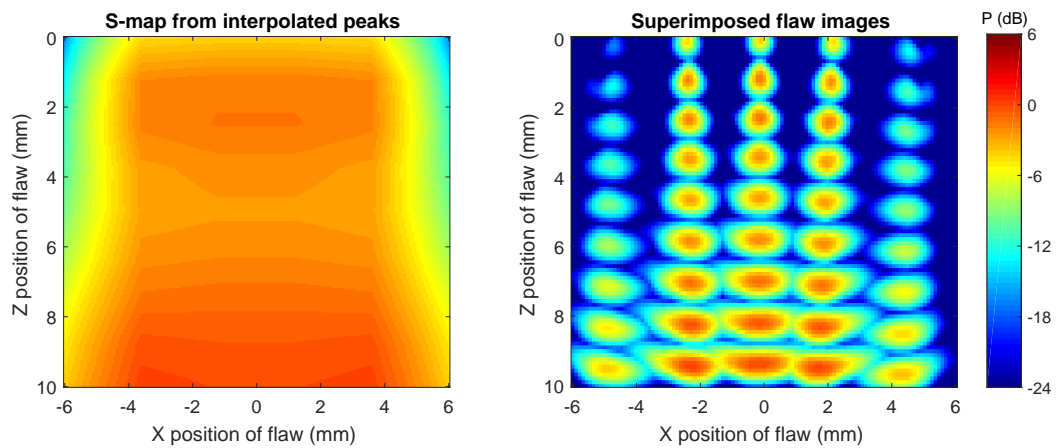 S-map from interpolated peaks
0
2
4
6
8
10
Z position of flaw (mm)
-6 -4 -2 0 2 4 6
X position of flaw (mm)
Superimposed flaw images
0
2
4
6
8
10
Z position of flaw (mm)
-6 -4 -2 0 2 4 6
X position of flaw (mm)
P (dB)
6
0
-6
-12
-18
-24